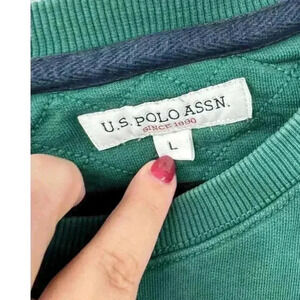 U.S. POLO ASSN.
SINCE 1890
L